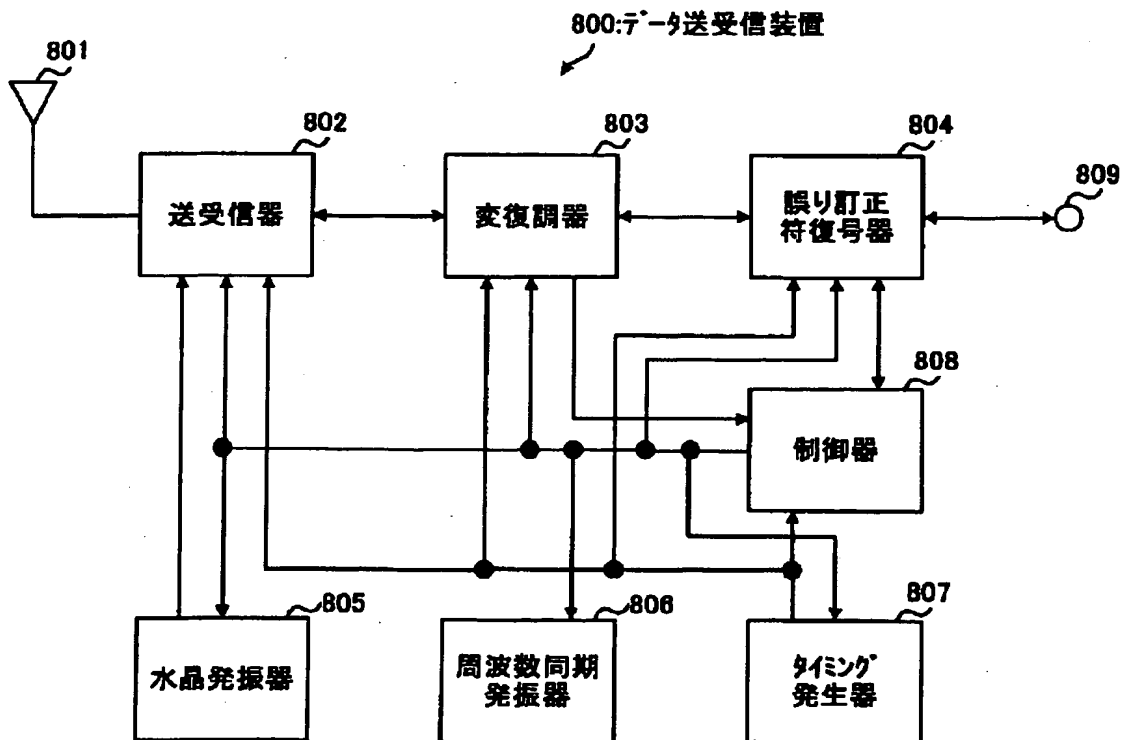 800:データ送受信装置
801
802
803
804
809
送受信器
変復調器
誤り訂正
符復号器
808
制御器
805
806
807
水晶発振器
周波数同期
発振器
タイミング
発生器